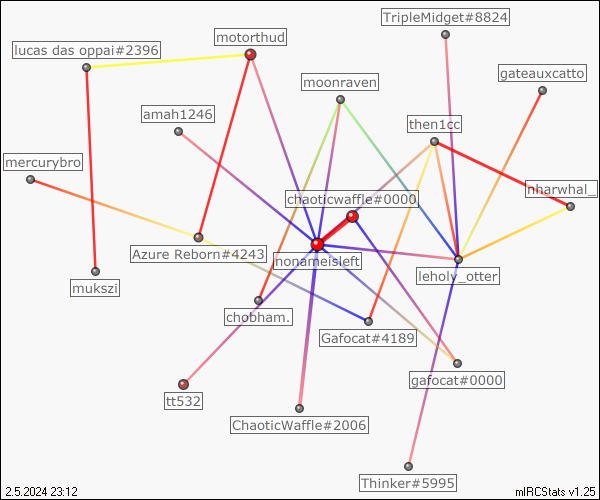 TripleMidget#8824
motorthud
lucas das oppai#2396
gateauxcatto
moonraven
amah1246
then1cc
mercurybro
nharwhal_
chaoticwaffle#0000
Azure Reborn#4243
nonameisleft
leholy_otter
mukszi
chobham.
Gafocat#4189
gafocat#0000
tt532
ChaoticWaffle#2006
Thinker#5995
2.5.2024 23:12
mIRCStats v1.25